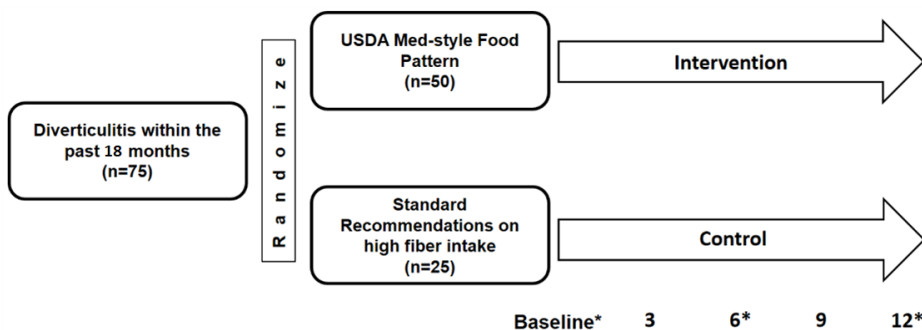 Diverticulitis within the
past 18 months
(n=75)
Randomize
USDA Med-style Food
Pattern
(n=50)
Intervention
Standard
Recommendations on
high fiber intake
(n=25)
Control
Baseline* 3 6* 9 12*